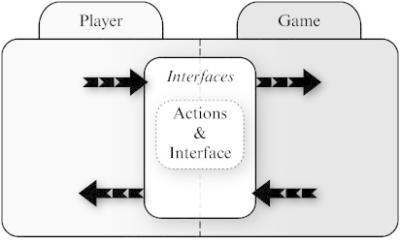 Player
Game
Interfaces
Actions
&
Interface